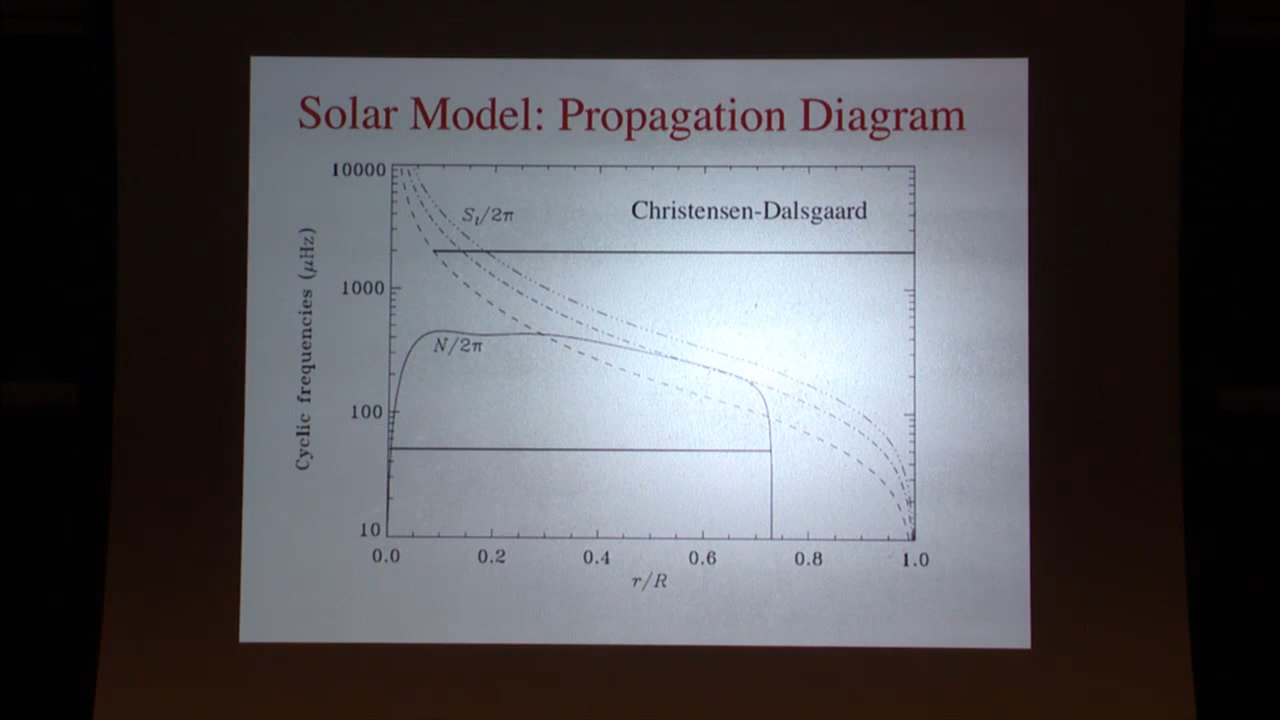 Solar Model: Propagation Diagram
10000
1000
100
10
Cyclic frequencies (μHz)
Sₗ/2π
Christensen-Dalsgaard
N/2π
0.0 0.2 0.4 0.6 0.8 1.0
r/R